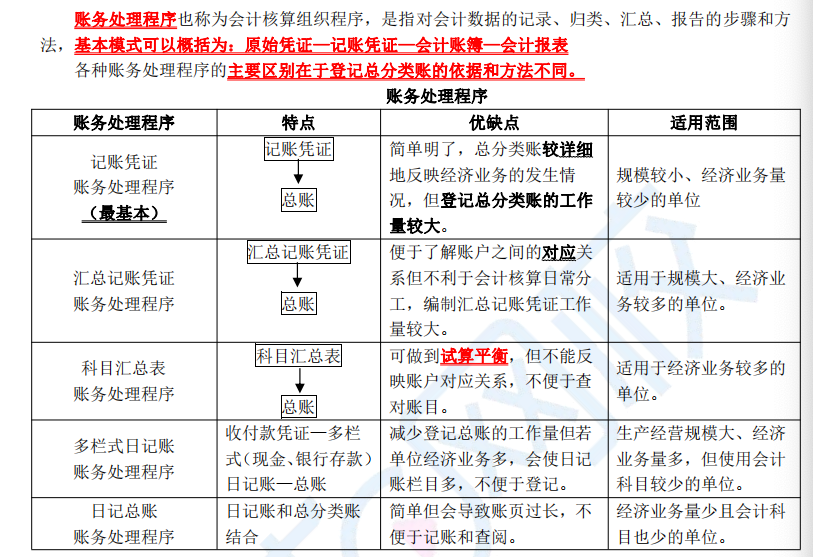 账务处理程序也称为会计核算组织程序，是指对会计数据的记录、归类、汇总、报告的步骤和方
法，基本模式可以概括为：原始凭证—记账凭证—会计账簿—会计报表
各种账务处理程序的主要区别在于登记总分类账的依据和方法不同。
账务处理程序
账务处理程序 特点 优缺点 适用范围
记账凭证
账务处理程序
（最基本）
记账凭证
总账
简单明了，总分类账较详细
地反映经济业务的发生情
况，但登记总分类账的工作
量较大。
规模较小、经济业务量
较少的单位
汇总记账凭证
账务处理程序
汇总记账凭证
总账
便于了解账户之间的对应关
系但不利于会计核算日常分
工，编制汇总记账凭证工作
量较大。
适用于规模大、经济业
务较多的单位。
科目汇总表
账务处理程序
科目汇总表
总账
可做到试算平衡，但不能反
映账户对应关系，不便于查
对账目。
适用于经济业务较多的
单位。
多栏式日记账
账务处理程序
收付款凭证—多栏
式（现金、银行存款）
日记账—总账
减少登记总账的工作量但若
单位经济业务多，会使日记
账栏目多，不便于登记。
生产经营规模大、经济
业务量多，但使用会计
科目较少的单位。
日记总账
账务处理程序
日记账和总分类账
结合
简单但会导致账页过长，不
便于记账和查阅。
经济业务量少且会计科
目也少的单位。